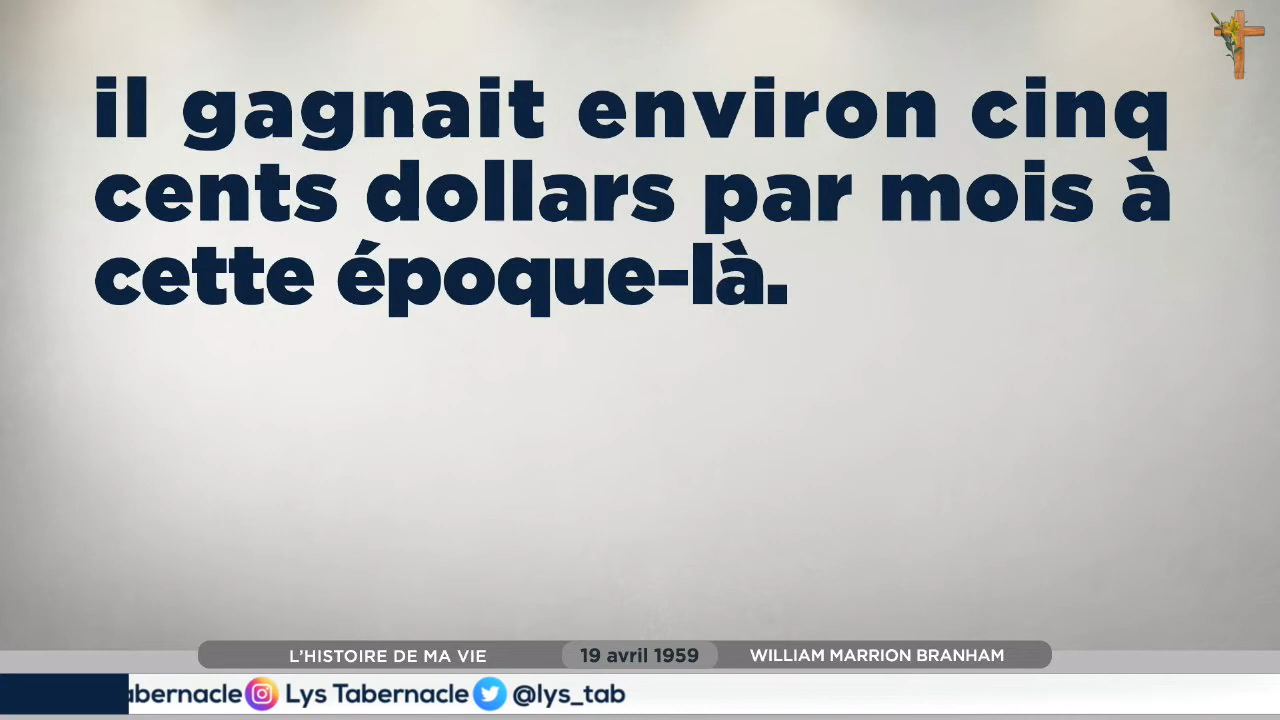 il gagnait environ cinq
cents dollars par mois à
cette époque-là.
L'HISTOIRE DE MA VIE 19 avril 1959 WILLIAM MARRION BRANHAM
abernacle Lys Tabernacle @lys_tab